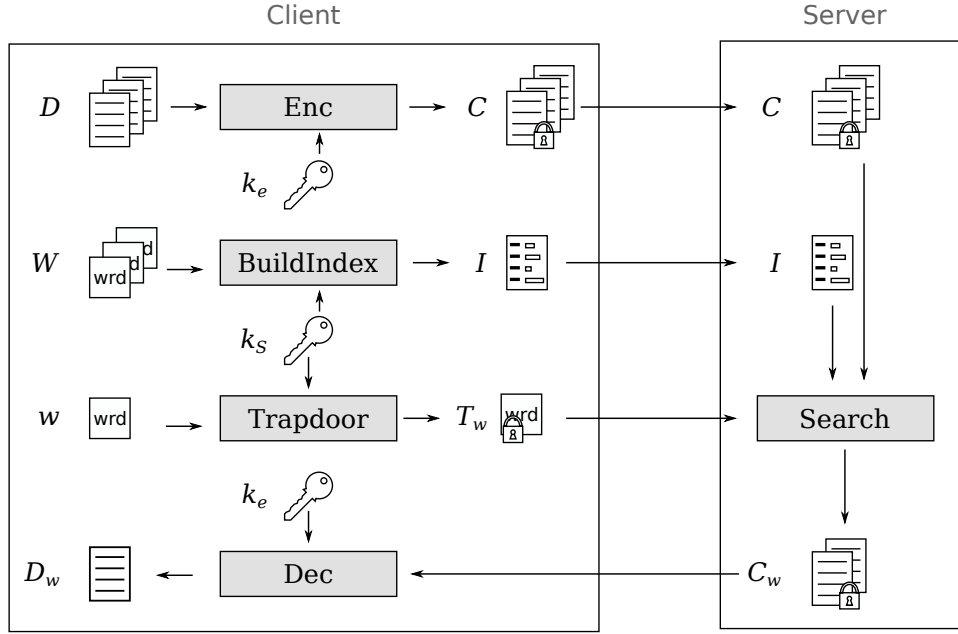 Client
Server
D
Enc
C
C
k_e
W
wrd
d
d
BuildIndex
I
I
k_S
w
wrd
Trapdoor
T_w
wrd
Search
k_e
D_w
Dec
C_w